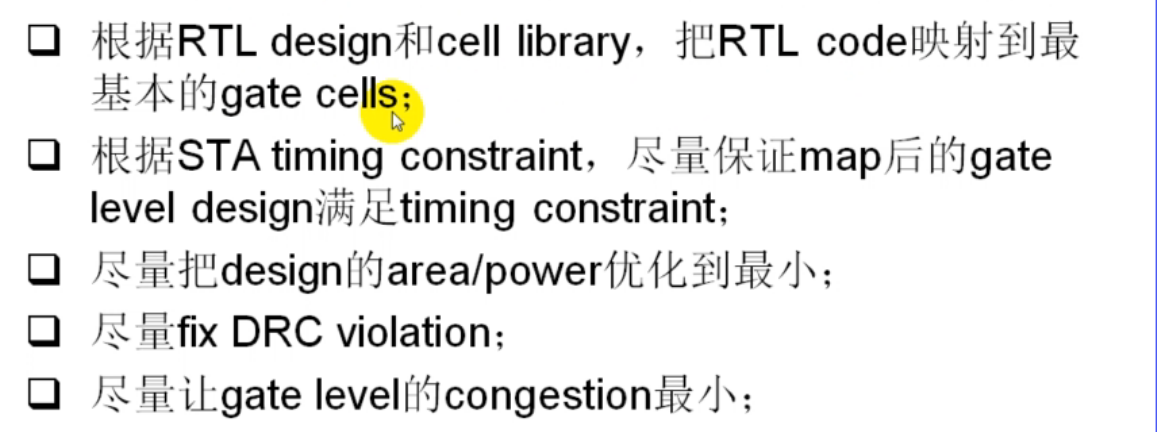 根据RTL design和cell library，把RTL code映射到最
基本的gate cells；
根据STA timing constraint，尽量保证map后的gate
level design满足timing constraint；
尽量把design的area/power优化到最小；
尽量fix DRC violation；
尽量让gate level的congestion最小；